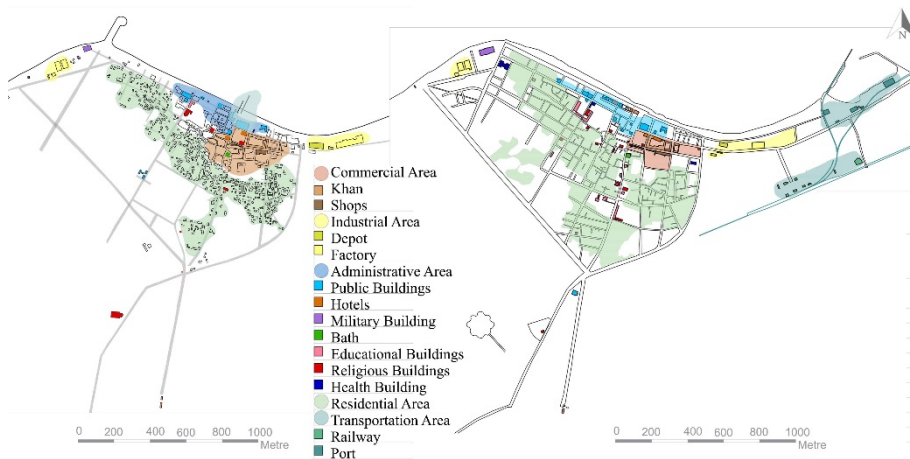 N
Commercial Area
Khan
Shops
Industrial Area
Depot
Factory
Administrative Area
Public Buildings
Hotels
Military Building
Bath
Educational Buildings
Religious Buildings
Health Building
Residential Area
Transportation Area
Railway
Port
0 200 400 600 800 1000
Metre
0 200 400 600 800 1000
Metre